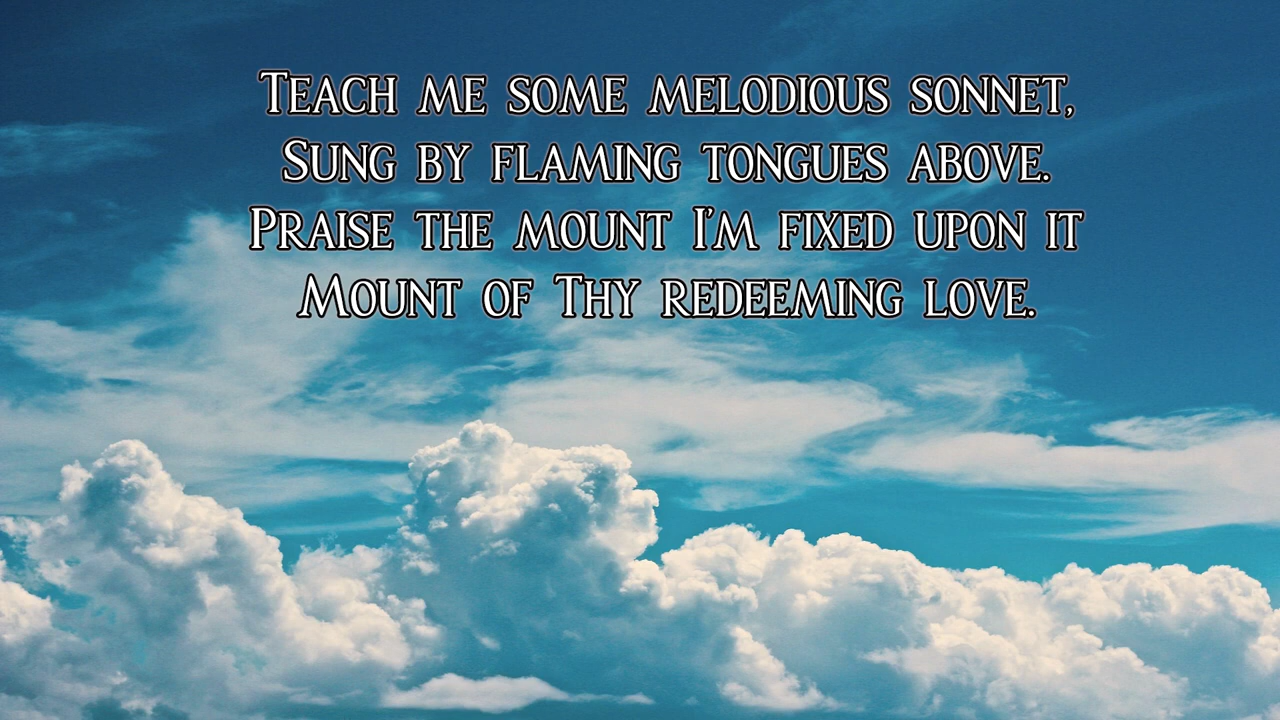 Teach me some melodious sonnet,
Sung by flaming tongues above.
Praise the mount I'm fixed upon it
Mount of Thy redeeming love.